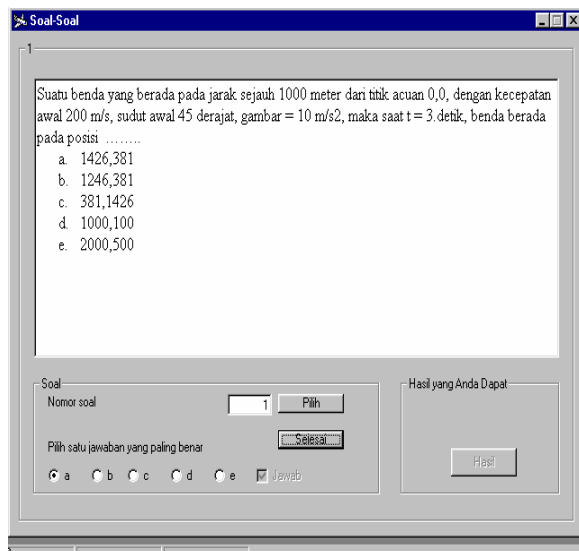 Soal-Soal
1
Suatu benda yang berada pada jarak sejauh 1000 meter dari titik acuan 0,0, dengan kecepatan
awal 200 m/s, sudut awal 45 derajat, gambar = 10 m/s2, maka saat t = 3.detik, benda berada
pada posisi ........
a. 1426,381
b. 1246,381
c. 381,1426
d. 1000,100
e. 2000,500
Soal
Nomor soal 1 Pilih
Pilih satu jawaban yang paling benar Selesai
a b c d e Jawab
Hasil yang Anda Dapat
Hasil